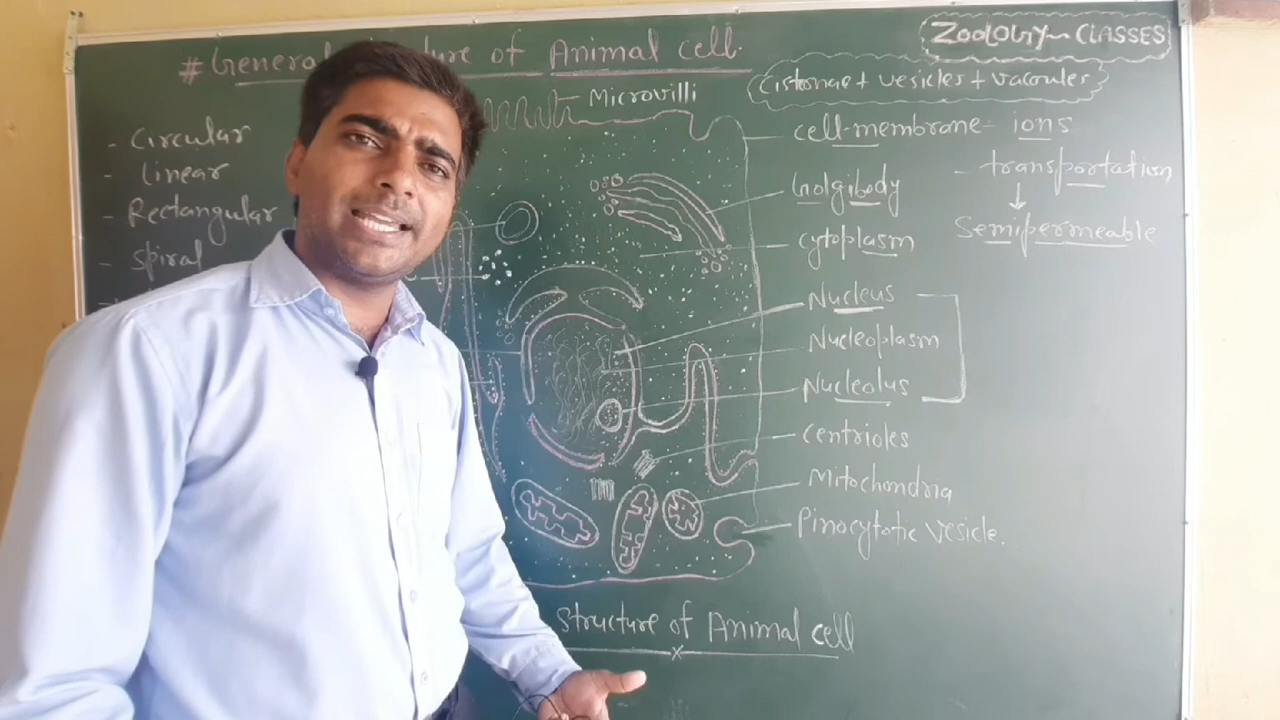 # General structure of Animal cell.
ZOOLOGY CLASSES
Cistonae + vesicles + vacoules
- Circular
- linear
- Rectangular
- Spiral
Microvilli
cell-membrane - ions
- transportation
Semipermeable
Golgibody
cytoplasm
Nucleus
Nucleoplasm
Nucleolus
Centrioles
Mitochondria
Pinocytotic vesicle.
structure of Animal cell
x